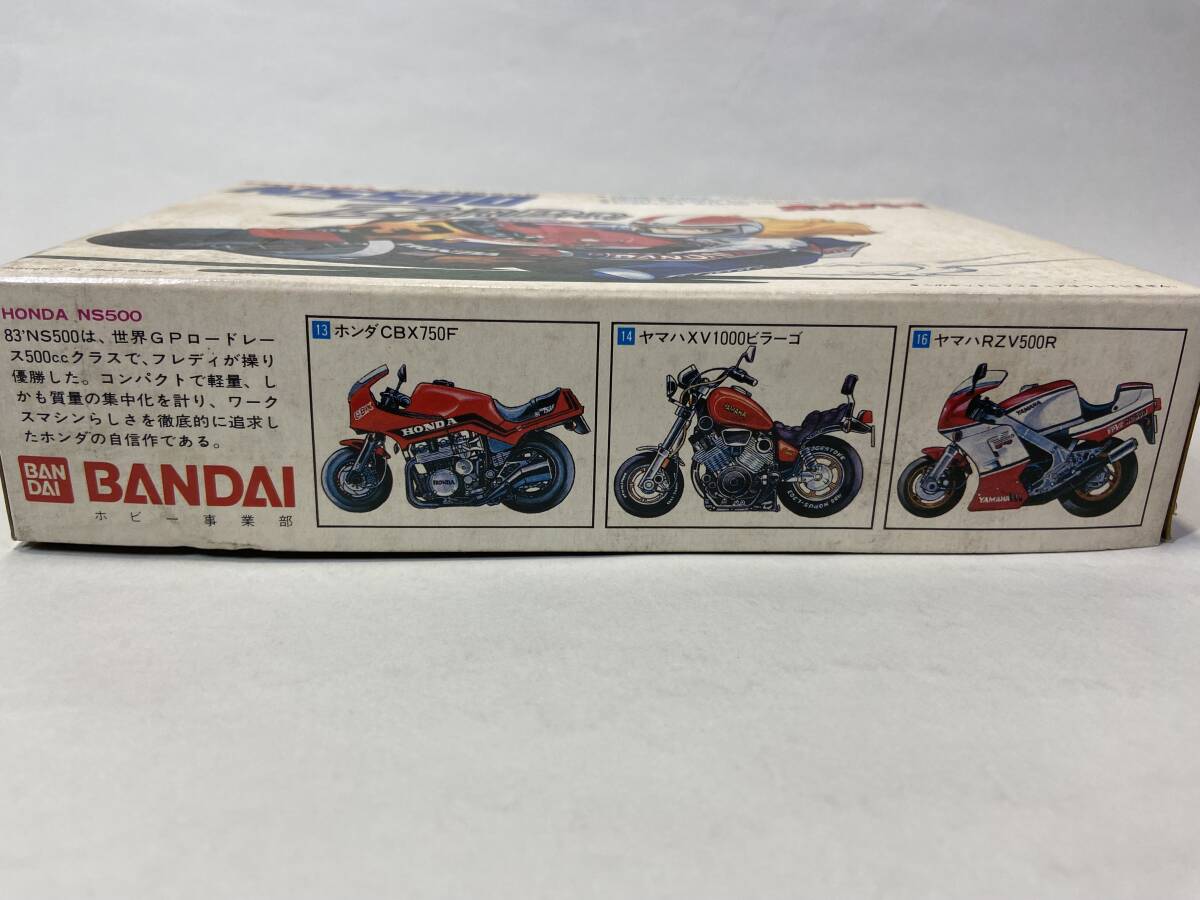 NS500
HONDA NS500
83'NS500は、世界GPロードレー
ス500ccクラスで、フレディが操り
優勝した。コンパクトで軽量、し
かも質量の集中化を計り、ワーク
スマシンらしさを徹底的に追求し
たホンダの自信作である。
BAN
DAI
BANDAI
ホビー事業部
13 ホンダCBX750F
HONDA
HONDA
14 ヤマハXV1000ビラーゴ
YAMAHA
16 ヤマハRZV500R
YAMAHA
YAMAHA